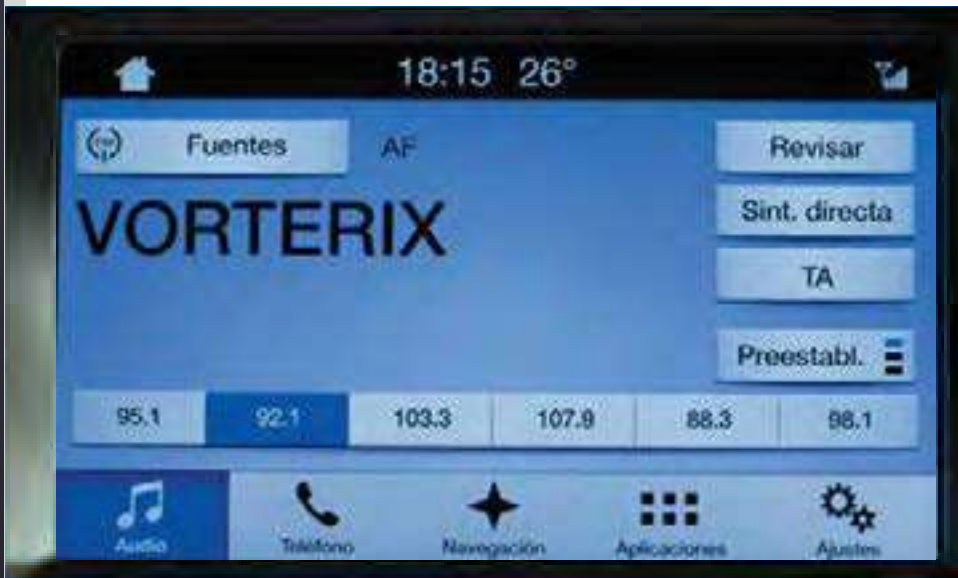 18:15 26°
Fuentes AF Revisar
VORTERIX
Sint. directa
TA
Preestabl.
95.1 92.1 103.3 107.9 88.3 98.1
Audio Teléfono Navegación Aplicaciones Ajustes